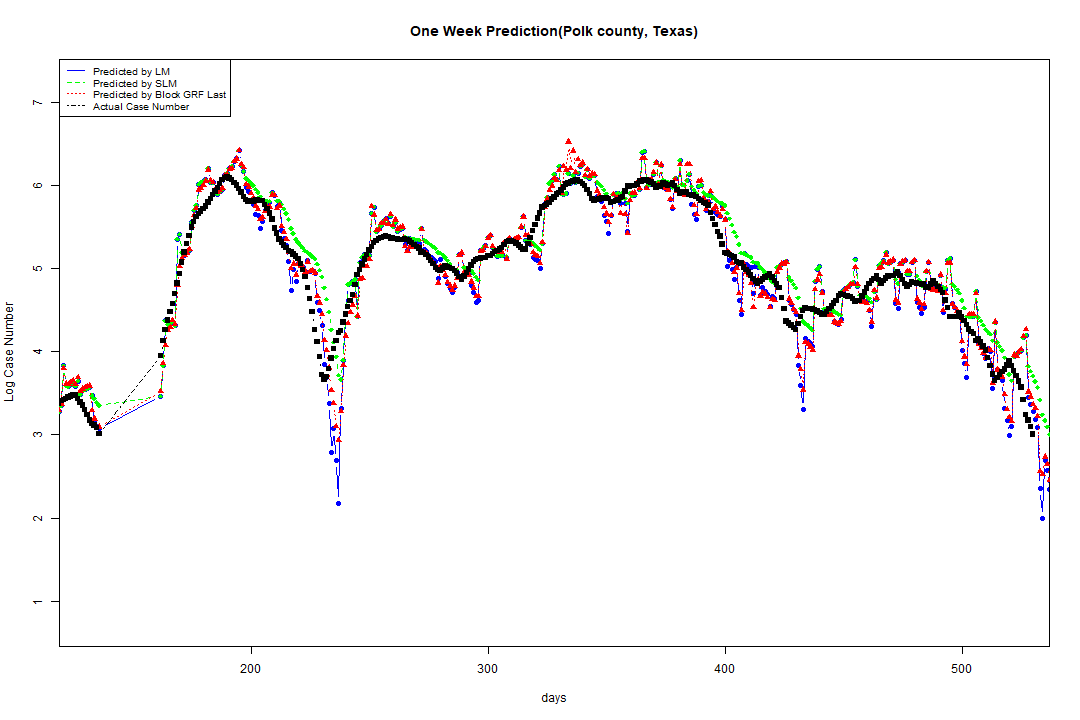 One Week Prediction(Polk county, Texas)
Predicted by LM
Predicted by SLM
Predicted by Block GRF Last
Actual Case Number
Log Case Number
7
6
5
4
3
2
1
200 300 400 500
days